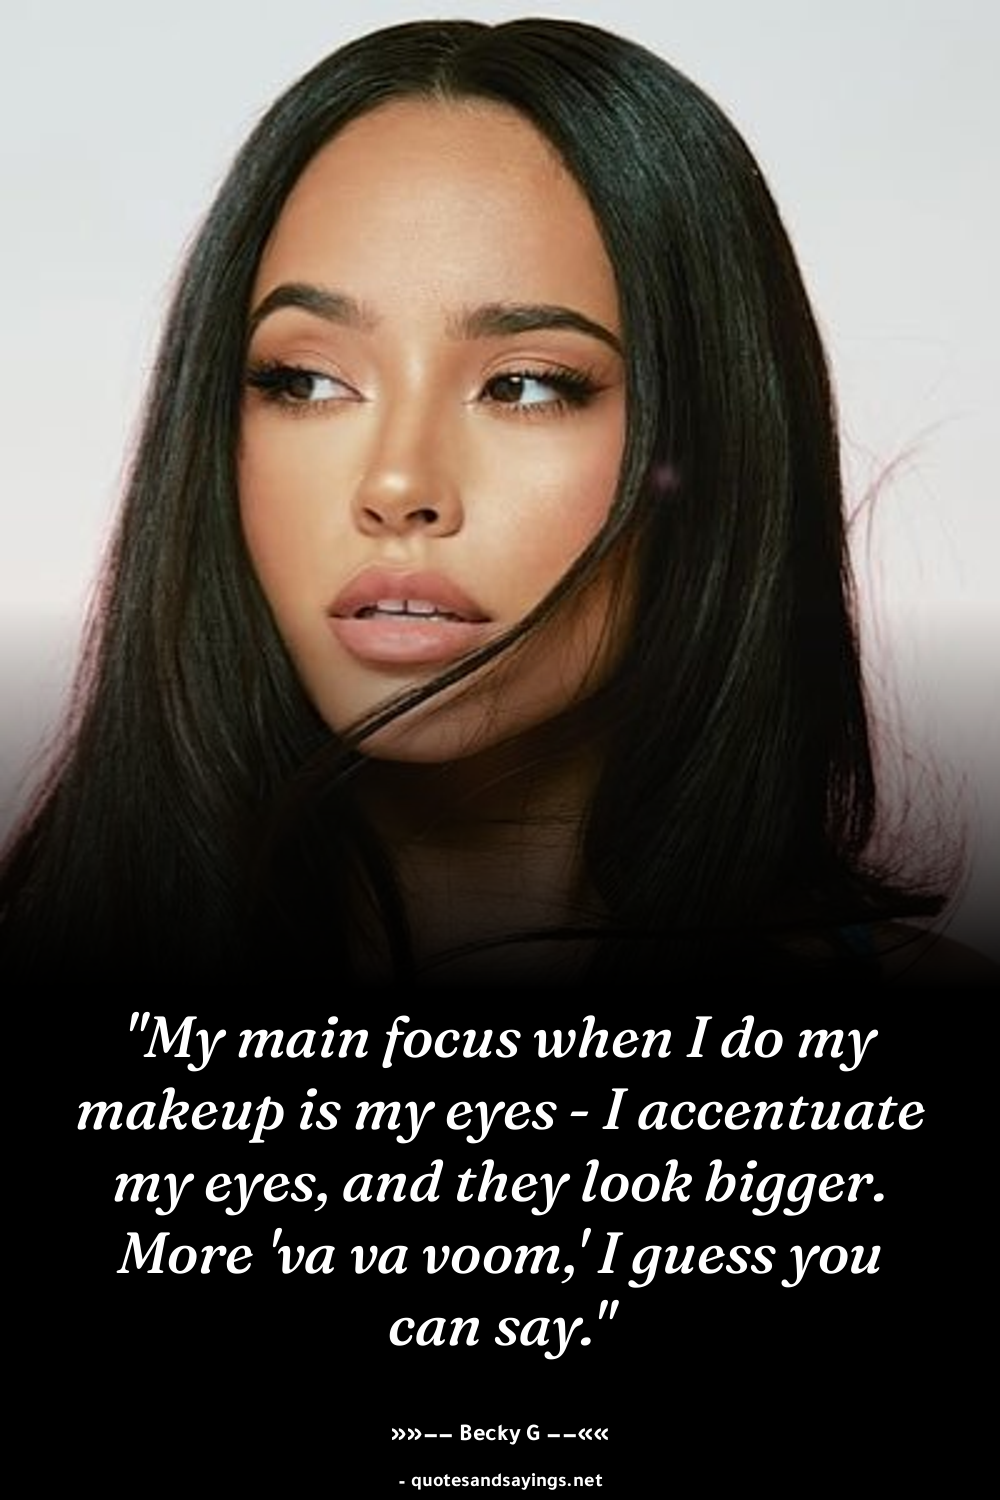 "My main focus when I do my
makeup is my eyes - I accentuate
my eyes, and they look bigger.
More 'va va voom,' I guess you
can say."
»»–– Becky G ––««
- quotesandsayings.net